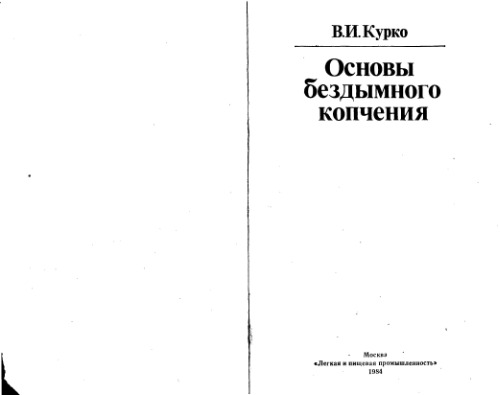 В.И.Курко
Основы
бездымного
копчения
Москва
«Легкая и пищевая промышленность»
1984